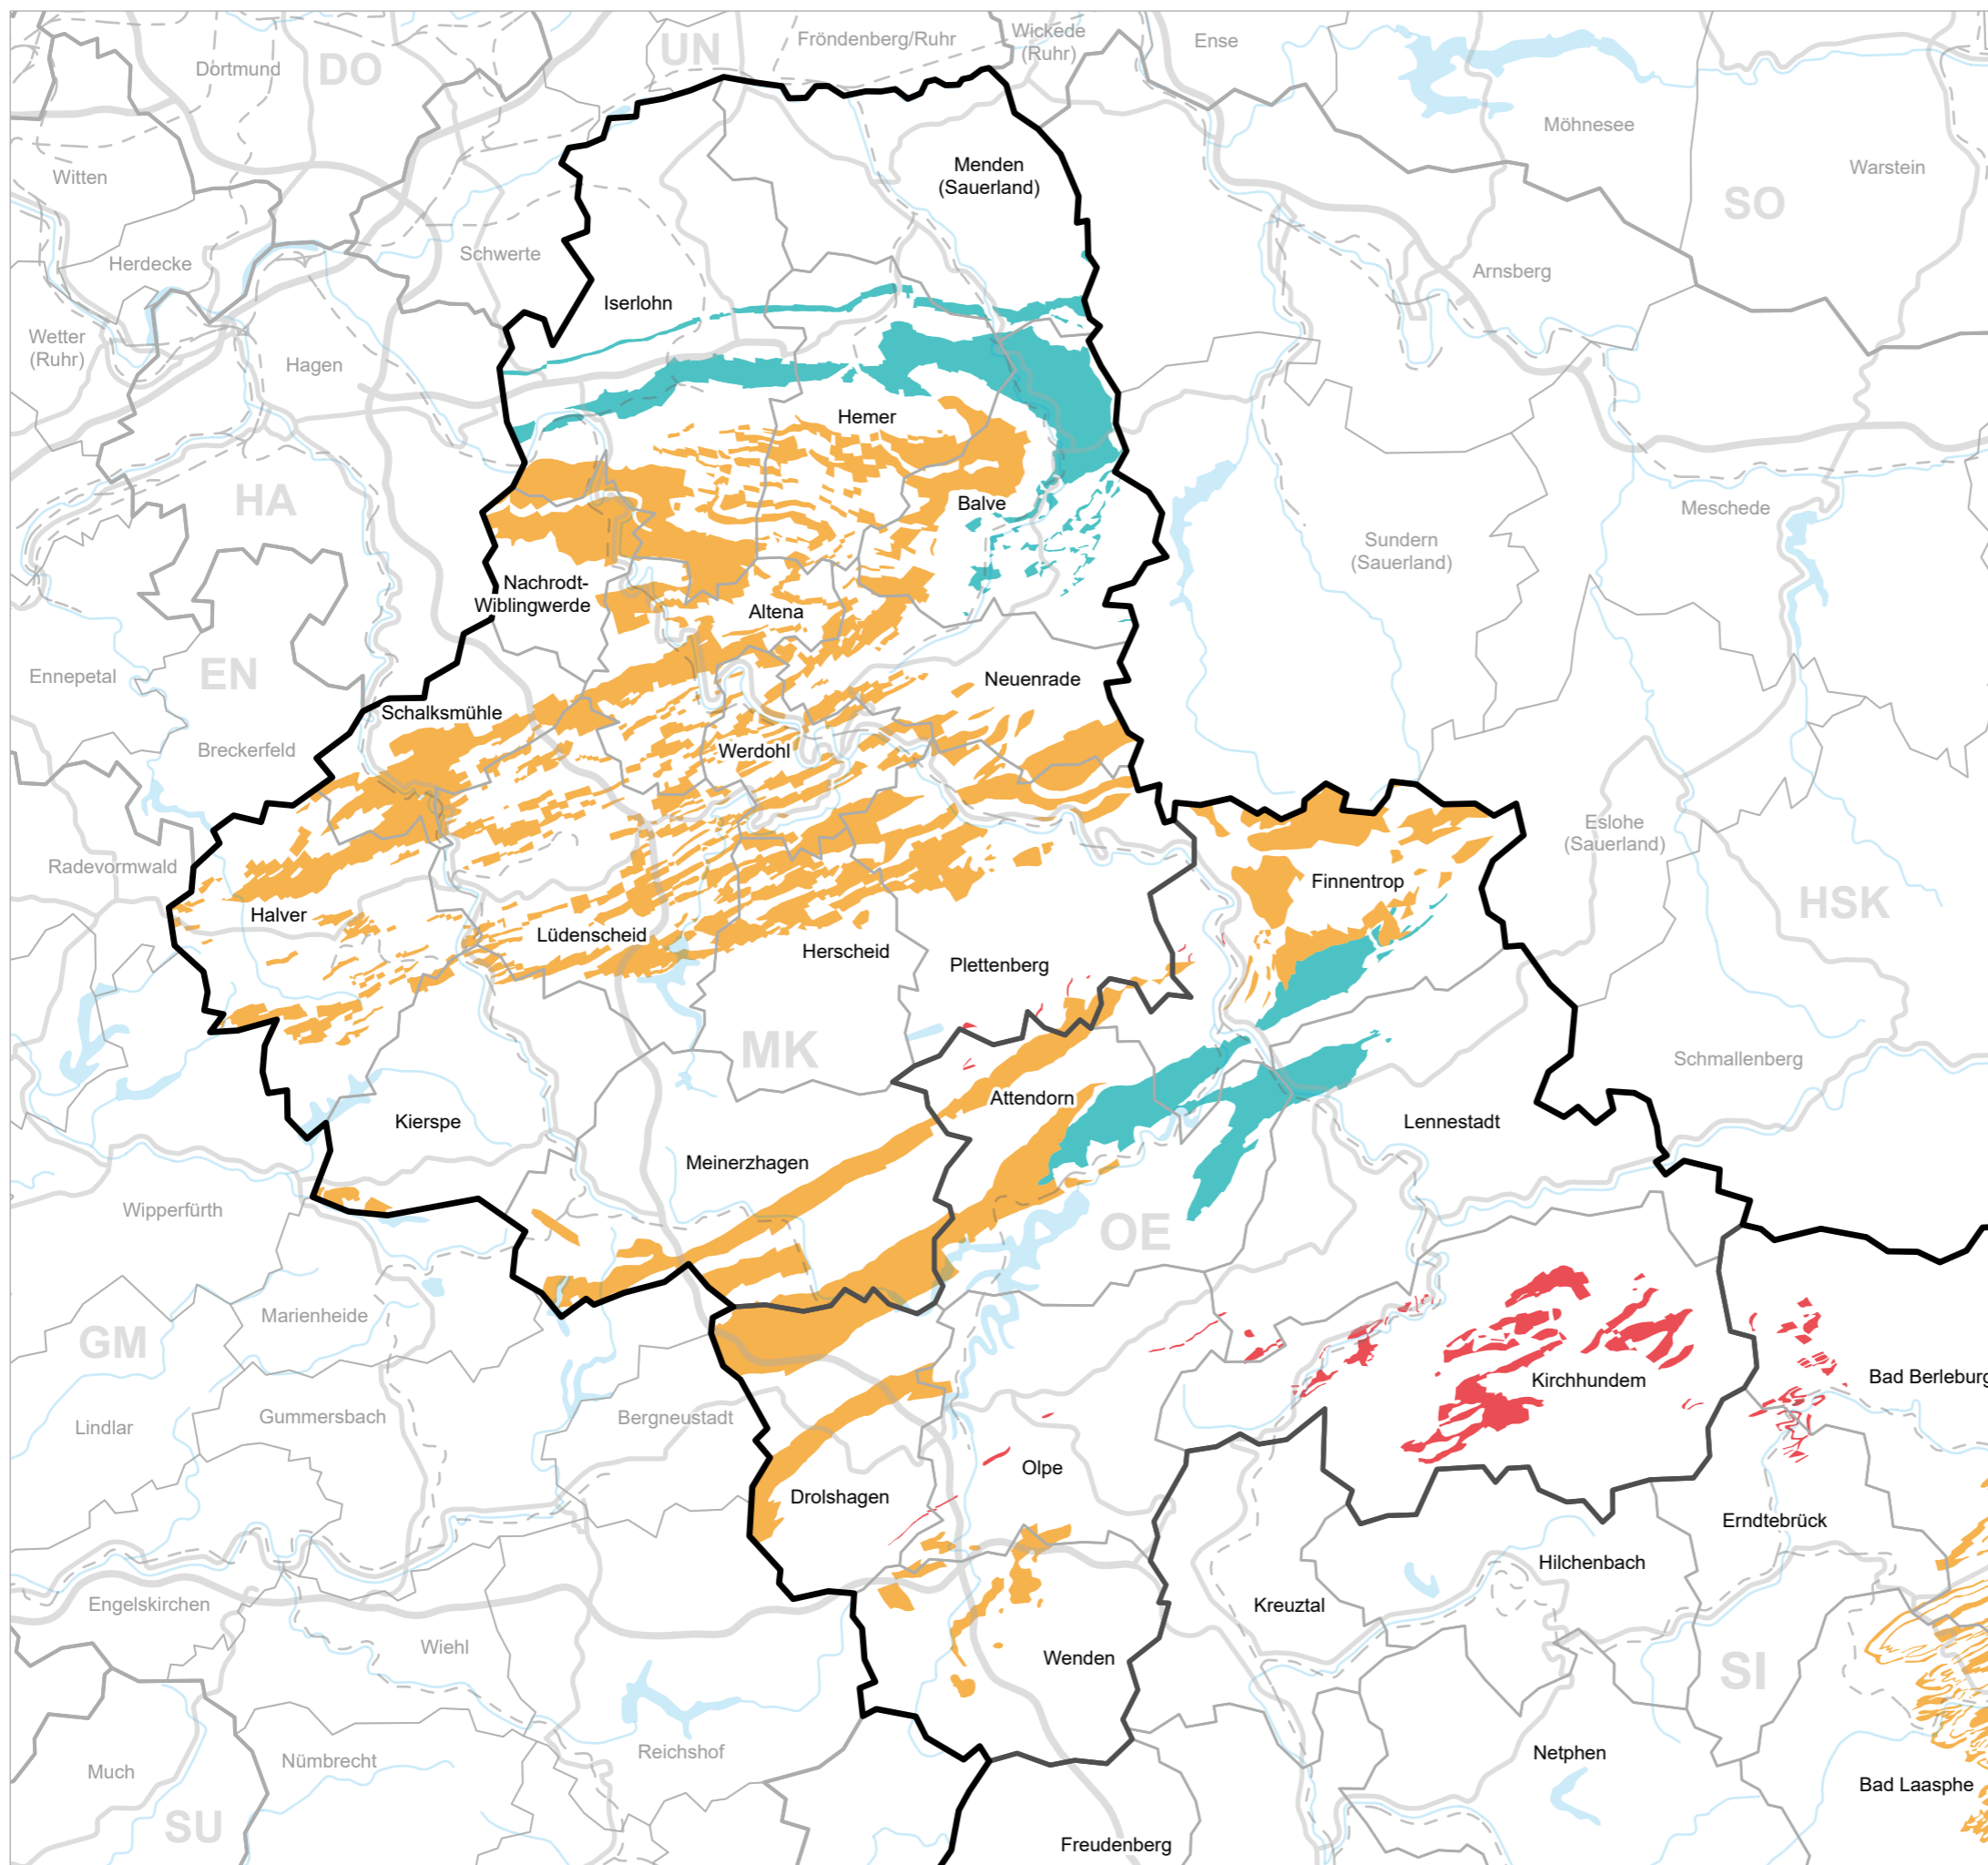 Wickede
(Ruhr)
Fröndenberg/Ruhr
Ense
UN
DO
Dortmund
Möhnesee
Warstein
Menden
(Sauerland)
Witten
SO
Schwerte
Herdecke
Arnsberg
Iserlohn
Wetter
(Ruhr)
Hagen
Hemer
HA
Balve
Meschede
Sundern
(Sauerland)
Nachrodt-
Wiblingwerde
Altena
Ennepetal
EN
Neuenrade
Schalksmühle
Breckerfeld
Werdohl
Eslohe
(Sauerland)
Radevormwald
Finnentrop
HSK
Halver
Lüdenscheid
Herscheid
Plettenberg
MK
Schmallenberg
Attendorn
Kierspe
Lennestadt
Meinerzhagen
Wipperfürth
OE
Marienheide
GM
Kirchhundem
Bad Berleburg
Lindlar
Gummersbach
Bergneustadt
Olpe
Drolshagen
Erndtebrück
Hilchenbach
Engelskirchen
Kreuztal
Wiehl
Wenden
SI
Reichshof
Netphen
Nümbrecht
Much
Bad Laasphe
SU
Freudenberg